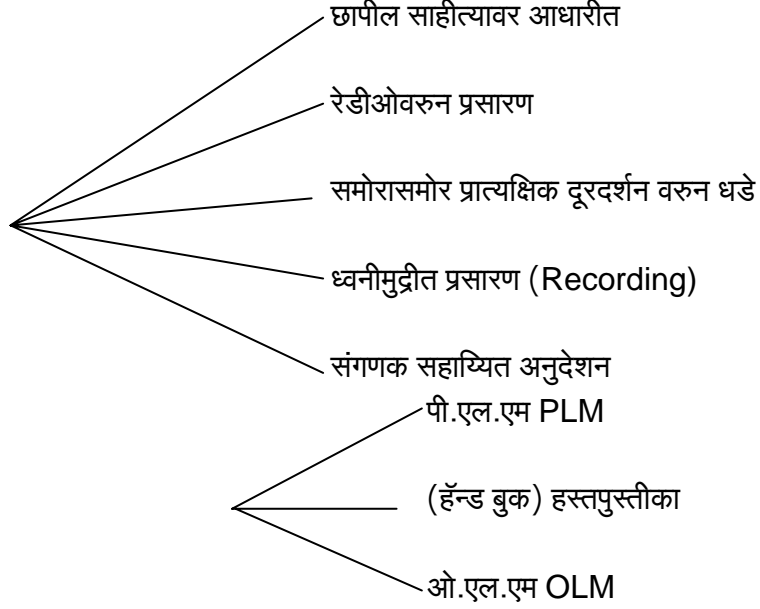 छापील साहीत्यावर आधारीत
रेडीओवरुन प्रसारण
समोरासमोर प्रात्यक्षिक दूरदर्शन वरुन धडे
ध्वनीमुद्रीत प्रसारण (Recording)
संगणक सहाय्यित अनुदेशन
पी.एल.एम PLM
(हॅन्ड बुक) हस्तपुस्तीका
ओ.एल.एम OLM